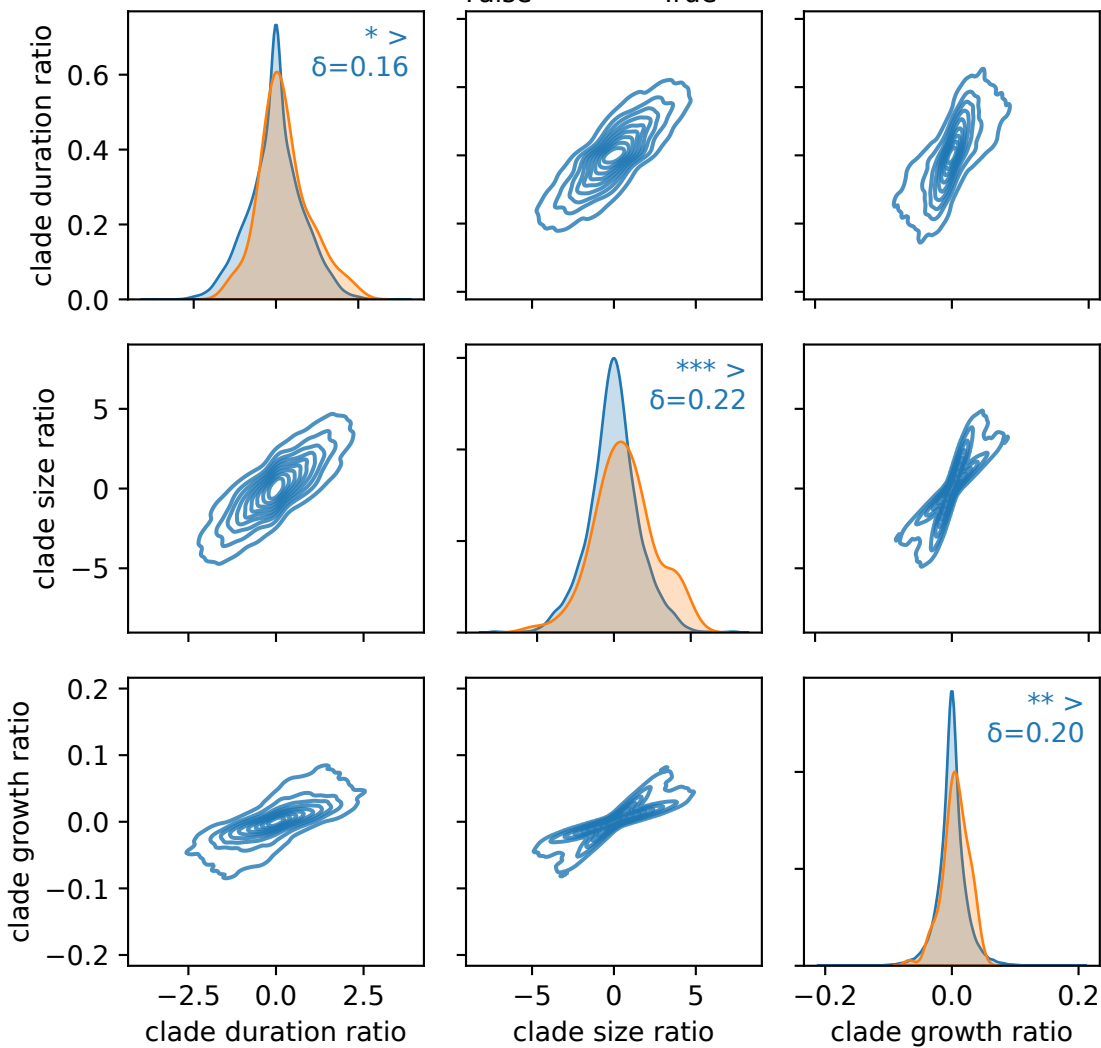 False True
clade duration ratio
0.6
0.4
0.2
0.0
* >
δ=0.16
clade size ratio
5
0
−5
*** >
δ=0.22
clade growth ratio
0.2
0.1
0.0
−0.1
−0.2
** >
δ=0.20
−2.5 0.0 2.5
−5 0 5
−0.2 0.0 0.2
clade duration ratio
clade size ratio
clade growth ratio